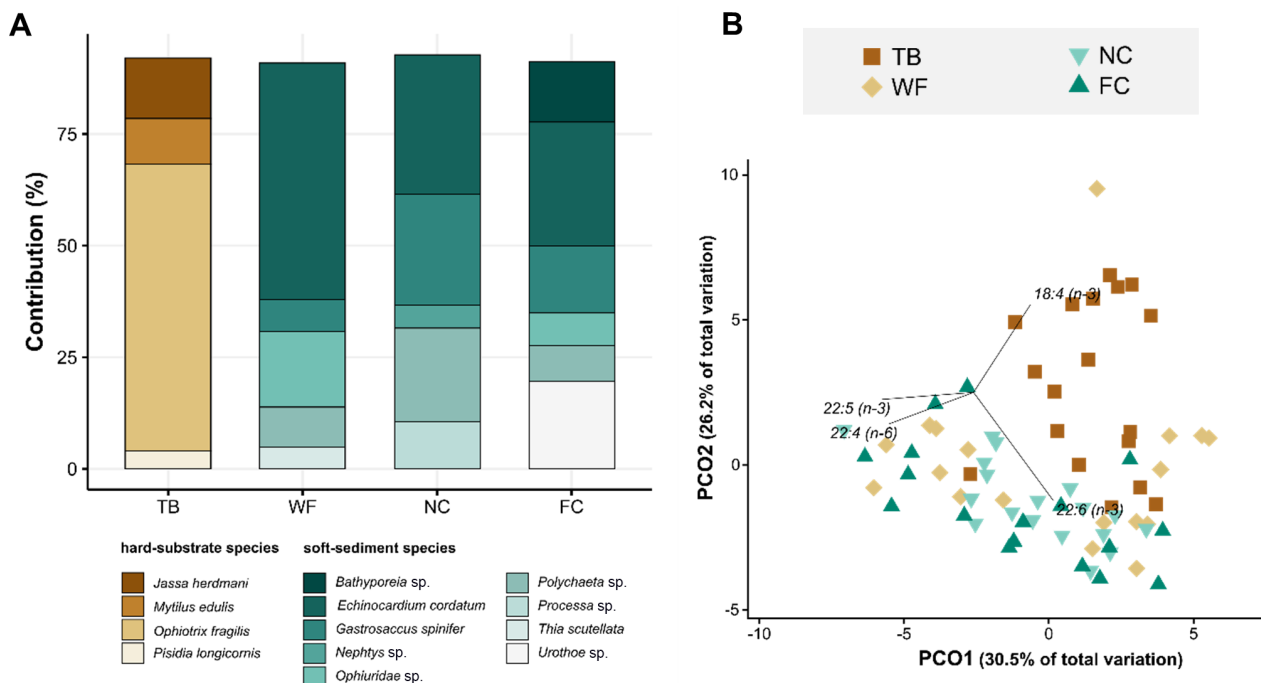 A
Contribution (%)
75
50
25
0
TB WF NC FC
hard-substrate species
Jassa herdmani
Mytilus edulis
Ophiotrix fragilis
Pisidia longicornis
soft-sediment species
Bathyporeia sp.
Echinocardium cordatum
Gastrosaccus spinifer
Nephtys sp.
Ophiuridae sp.
Polychaeta sp.
Processa sp.
Thia scutellata
Urothoe sp.
B
TB NC
WF FC
PCO2 (26.2% of total variation)
10
5
0
-5
18:4 (n-3)
22:5 (n-3)
22:4 (n-6)
22:6 (n-3)
-10 -5 0 5
PCO1 (30.5% of total variation)